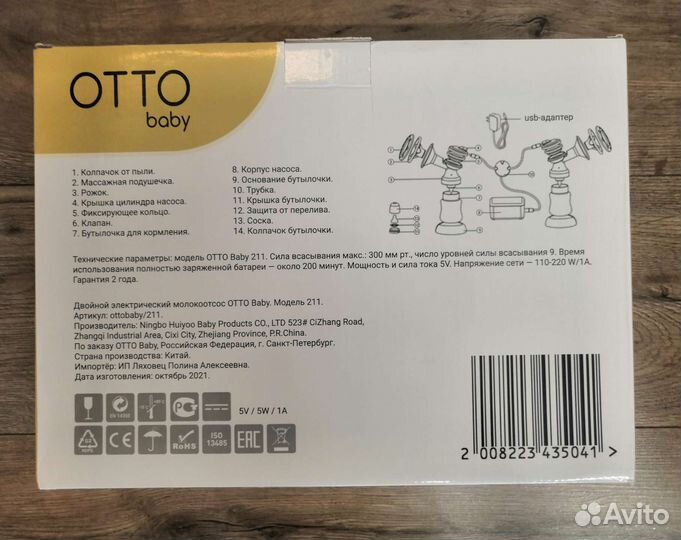 OTTO
baby
usb-адаптер
1. Колпачок от пыли.
2. Массажная подушечка.
3. Рожок.
4. Крышка цилиндра насоса.
5. Фиксирующее кольцо.
6. Клапан.
7. Бутылочка для кормления.
8. Корпус насоса.
9. Основание бутылочки.
10. Трубка.
11. Крышка бутылочки.
12. Защита от перелива.
13. Соска.
14. Колпачок бутылочки.
Технические параметры: модель OTTO Baby 211. Сила всасывания макс.: 300 мм рт., число уровней силы всасывания 9. Время
использования полностью заряженной батареи — около 200 минут. Мощность и сила тока 5V. Напряжение сети — 110-220 W/1A.
Гарантия 2 года.
Двойной электрический молокоотсос OTTO Baby. Модель 211.
Артикул: ottobaby/211.
Производитель: Ningbo Huiyoo Baby Products CO., LTD 523# CiZhang Road,
Zhangqi Industrial Area, Cixi City, Zhejiang Province, P.R.China.
По заказу OTTO Baby, Российская Федерация, г. Санкт-Петербург.
Страна производства: Китай.
Импортёр: ИП Ляховец Полина Алексеевна.
Дата изготовления: октябрь 2021.
5V / 5W / 1A
CE
RoHS
ISO
13485
EAC
2 008223 435041 >
Avito